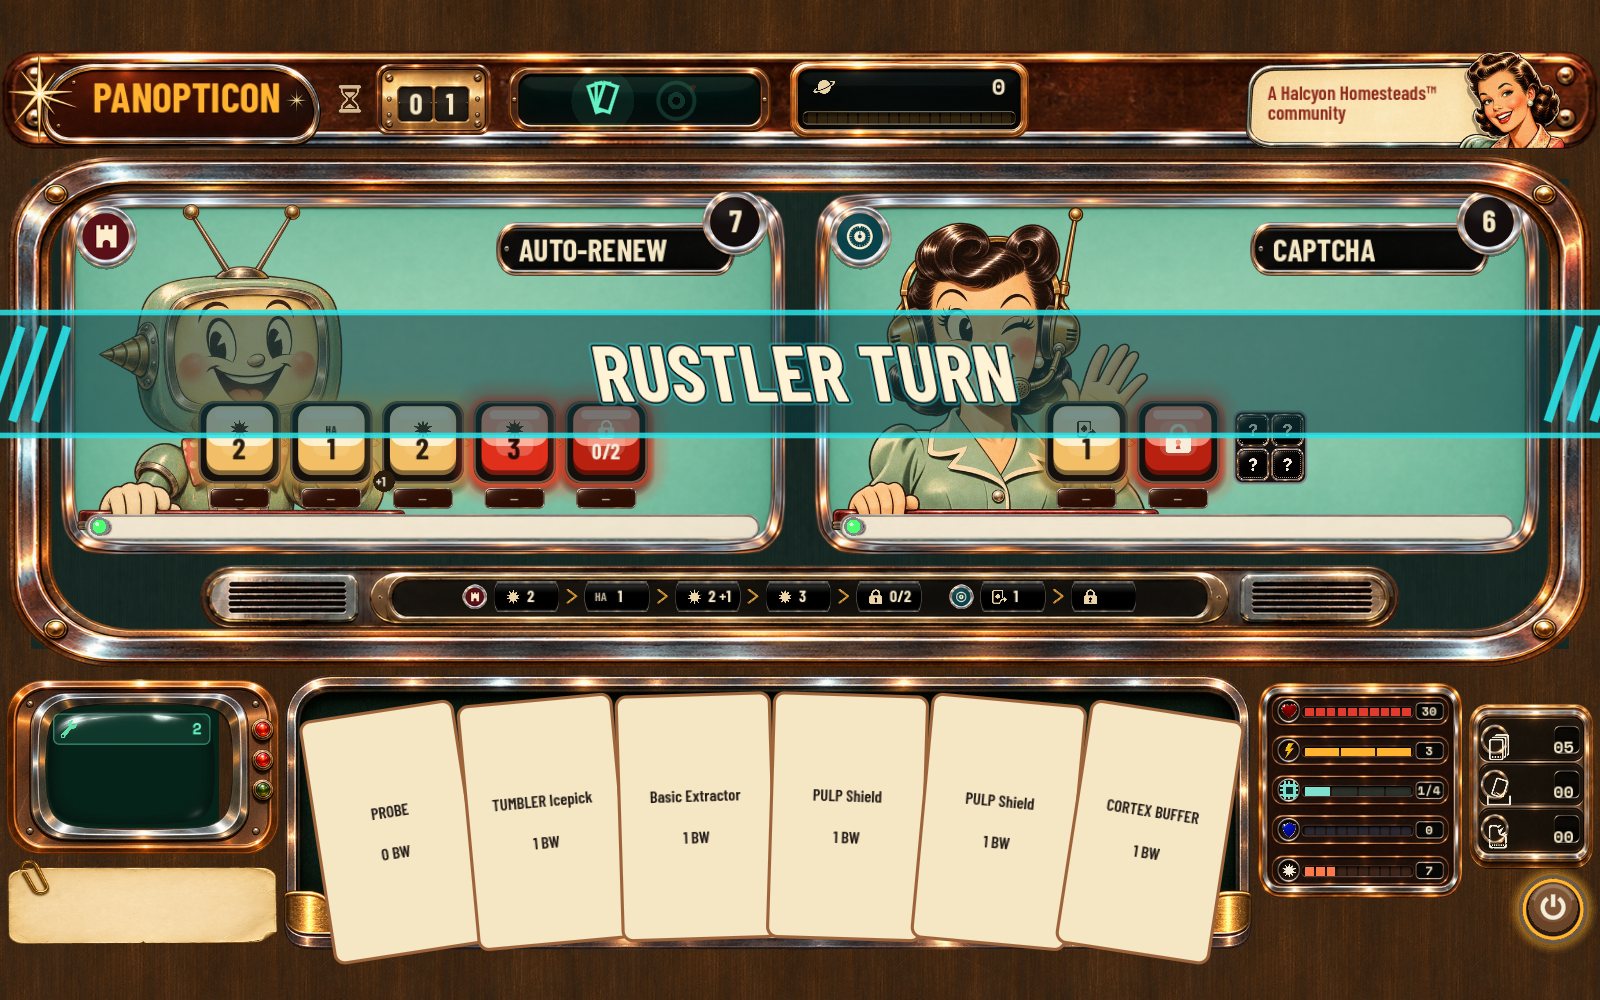 PANOPTICON
0 1
0
A Halcyon Homesteads™
community
7
AUTO-RENEW
6
CAPTCHA
RUSTLER TURN
HA
2
1
2
3
0/2
+1
1
? ?
? ?
2 > HA 1 > 2 +1 > 3 > 0/2
1 >
2
PROBE
0 BW
TUMBLER Icepick
1 BW
Basic Extractor
1 BW
PULP Shield
1 BW
PULP Shield
1 BW
CORTEX BUFFER
1 BW
30
3
1/4
0
7
05
00
00